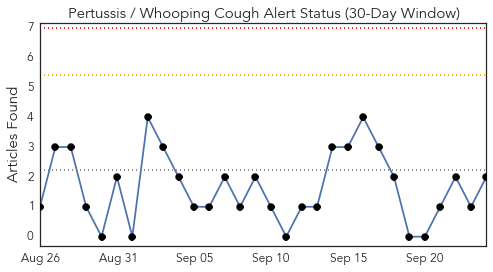 Pertussis / Whooping Cough Alert Status (30-Day Window)
Articles Found
7
6
5
4
3
2
1
0
Aug 26 Aug 31 Sep 05 Sep 10 Sep 15 Sep 20